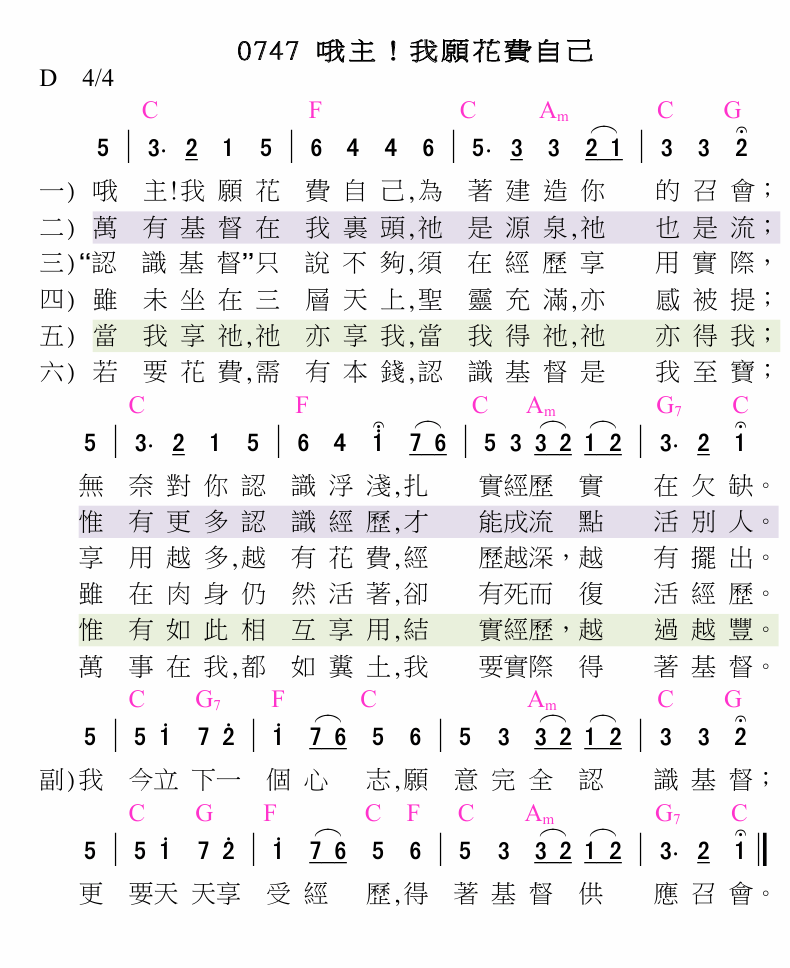 0747 哦主！我願花費自己
D 4/4
C F C Am C G
5 | 3· 2 1 5 | 6 4 4 6 | 5· 3 3 2 1 | 3 3 2
一) 哦 主!我 願 花 費 自 己,為 著 建 造 你 的 召 會；
二) 萬 有 基 督 在 我 裏 頭,祂 是 源 泉,祂 也 是 流；
三)“認 識 基 督”只 說 不 夠,須 在 經 歷 享 用 實 際，
四) 雖 未 坐 在 三 層 天 上,聖 靈 充 滿,亦 感 被 提；
五) 當 我 享 祂,祂 亦 享 我,當 我 得 祂,祂 亦 得 我；
六) 若 要 花 費,需 有 本 錢,認 識 基 督 是 我 至 寶；
C F C Am G7 C
5 | 3· 2 1 5 | 6 4 i 7 6 | 5 3 3 2 1 2 | 3· 2 i
無 奈 對 你 認 識 浮 淺,扎 實經歷 實 在 欠 缺。
惟 有 更 多 認 識 經 歷,才 能成流 點 活 別 人。
享 用 越 多,越 有 花 費,經 歷越深，越 有 擺 出。
雖 在 肉 身 仍 然 活 著,卻 有死而 復 活 經 歷。
惟 有 如 此 相 互 享 用,結 實經歷，越 過 越 豐。
萬 事 在 我,都 如 糞 土,我 要實際 得 著 基 督。
C G7 F C Am C G
5 | 5 i 7 2 | i 7 6 5 6 | 5 3 3 2 1 2 | 3 3 2
副)我 今立 下一 個 心 志,願 意 完 全 認 識 基 督；
C G F C F C Am G7 C
5 | 5 i 7 2 | i 7 6 5 6 | 5 3 3 2 1 2 | 3· 2 i ‖
更 要天 天享 受 經 歷,得 著 基 督 供 應 召 會。